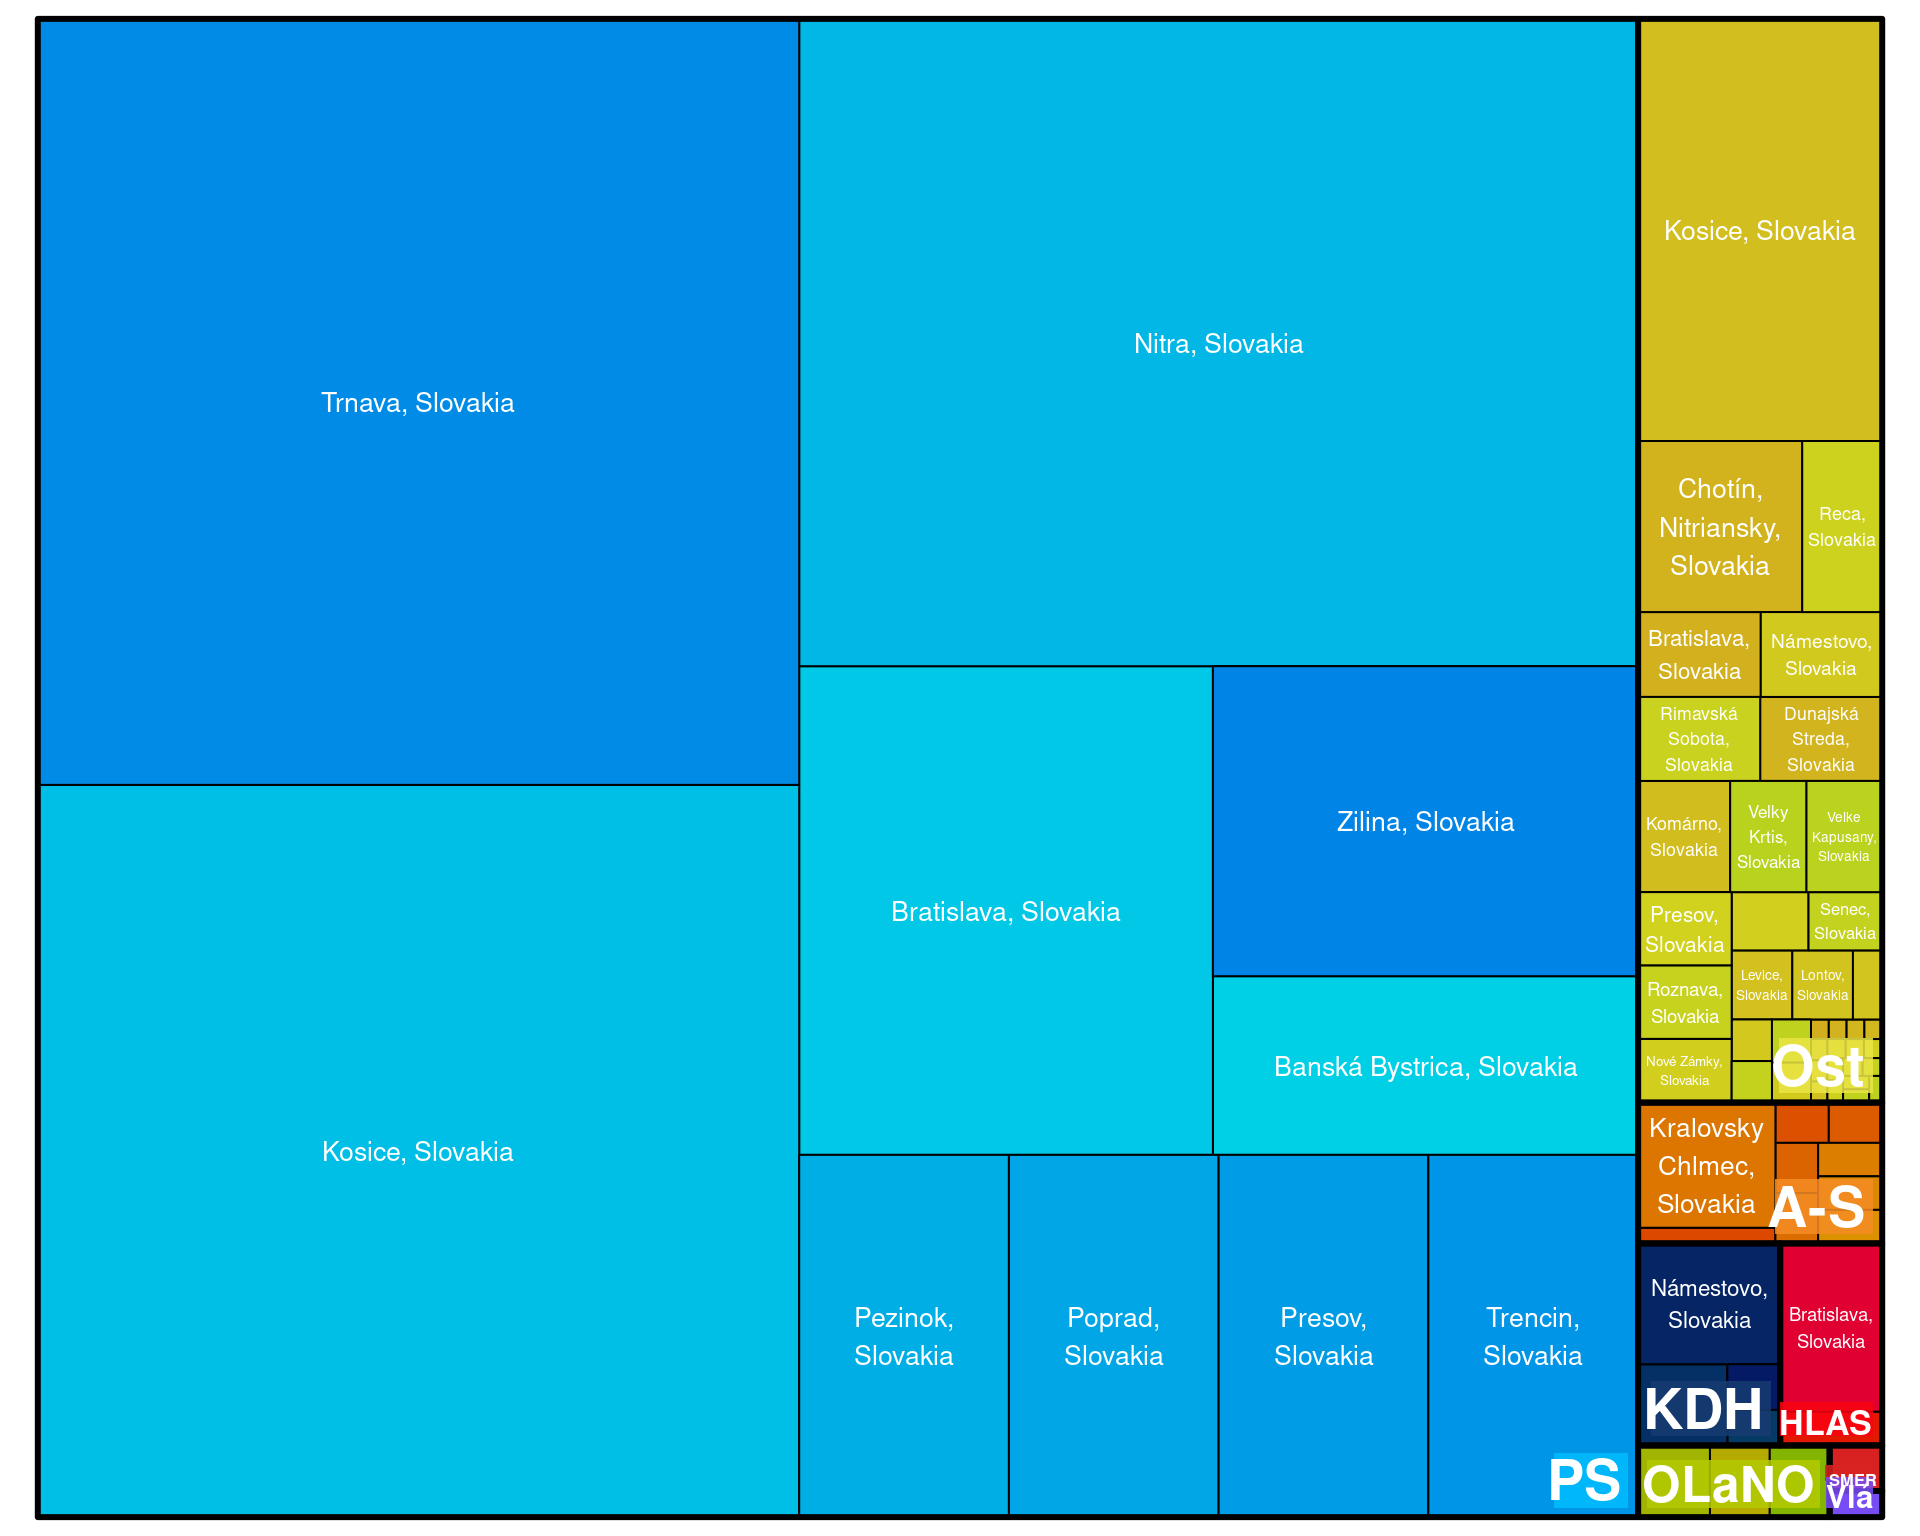 Trnava, Slovakia
Kosice, Slovakia
Nitra, Slovakia
Bratislava, Slovakia
Zilina, Slovakia
Banská Bystrica, Slovakia
Pezinok,
Slovakia
Poprad,
Slovakia
Presov,
Slovakia
Trencin,
Slovakia
PS
Kosice, Slovakia
Chotín,
Nitriansky,
Slovakia
Reca,
Slovakia
Bratislava,
Slovakia
Námestovo,
Slovakia
Rimavská
Sobota,
Slovakia
Dunajská
Streda,
Slovakia
Komárno,
Slovakia
Velky
Krtis,
Slovakia
Velke
Kapusany,
Slovakia
Presov,
Slovakia
Senec,
Slovakia
Roznava,
Slovakia
Levice,
Slovakia
Lontov,
Slovakia
Nové Zámky,
Slovakia
Ost
Kralovsky
Chlmec,
Slovakia
A-S
Námestovo,
Slovakia
KDH
Bratislava,
Slovakia
HLAS
OLaNO
SMER
Vlá